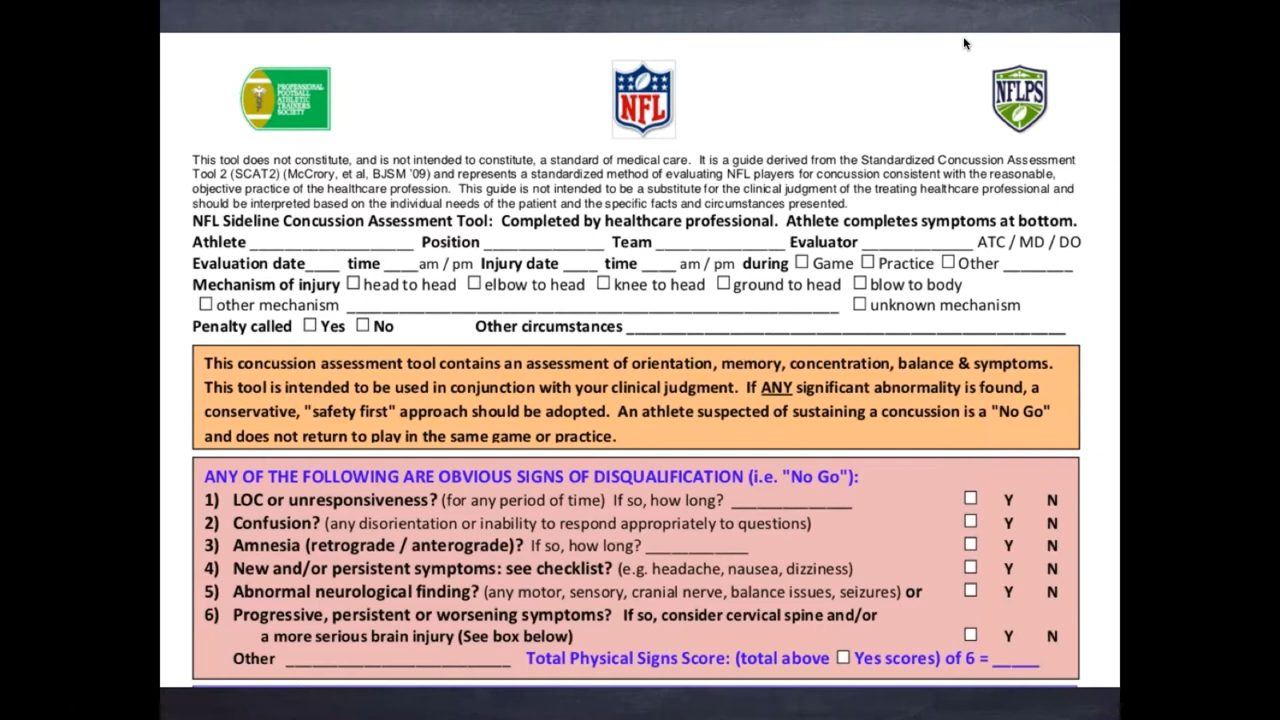 PROFESSIONAL
FOOTBALL
ATHLETIC
TRAINERS
SOCIETY
NFL
NFLPS
This tool does not constitute, and is not intended to constitute, a standard of medical care. It is a guide derived from the Standardized Concussion Assessment
Tool 2 (SCAT2) (McCrory, et al, BJSM '09) and represents a standardized method of evaluating NFL players for concussion consistent with the reasonable,
objective practice of the healthcare profession. This guide is not intended to be a substitute for the clinical judgment of the treating healthcare professional and
should be interpreted based on the individual needs of the patient and the specific facts and circumstances presented.
NFL Sideline Concussion Assessment Tool: Completed by healthcare professional. Athlete completes symptoms at bottom.
Athlete ___________________ Position ______________ Team _______________ Evaluator _____________ ATC / MD / DO
Evaluation date____ time ____am / pm Injury date ____ time ____ am / pm during ☐ Game ☐ Practice ☐ Other ________
Mechanism of injury ☐ head to head ☐ elbow to head ☐ knee to head ☐ ground to head ☐ blow to body
☐ other mechanism _________________________________________________________ ☐ unknown mechanism
Penalty called ☐ Yes ☐ No Other circumstances ___________________________________________________
This concussion assessment tool contains an assessment of orientation, memory, concentration, balance & symptoms.
This tool is intended to be used in conjunction with your clinical judgment. If ANY significant abnormality is found, a
conservative, "safety first" approach should be adopted. An athlete suspected of sustaining a concussion is a "No Go"
and does not return to play in the same game or practice.
ANY OF THE FOLLOWING ARE OBVIOUS SIGNS OF DISQUALIFICATION (i.e. "No Go"):
1) LOC or unresponsiveness? (for any period of time) If so, how long? ______________ ☐ Y N
2) Confusion? (any disorientation or inability to respond appropriately to questions) ☐ Y N
3) Amnesia (retrograde / anterograde)? If so, how long? ____________ ☐ Y N
4) New and/or persistent symptoms: see checklist? (e.g. headache, nausea, dizziness) ☐ Y N
5) Abnormal neurological finding? (any motor, sensory, cranial nerve, balance issues, seizures) or ☐ Y N
6) Progressive, persistent or worsening symptoms? If so, consider cervical spine and/or
a more serious brain injury (See box below) ☐ Y N
Other __________________________ Total Physical Signs Score: (total above ☐ Yes scores) of 6 = _____